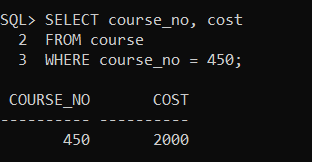 SQL> SELECT course_no, cost
  2  FROM course
  3  WHERE course_no = 450;

 COURSE_NO       COST
---------- ----------
       450       2000